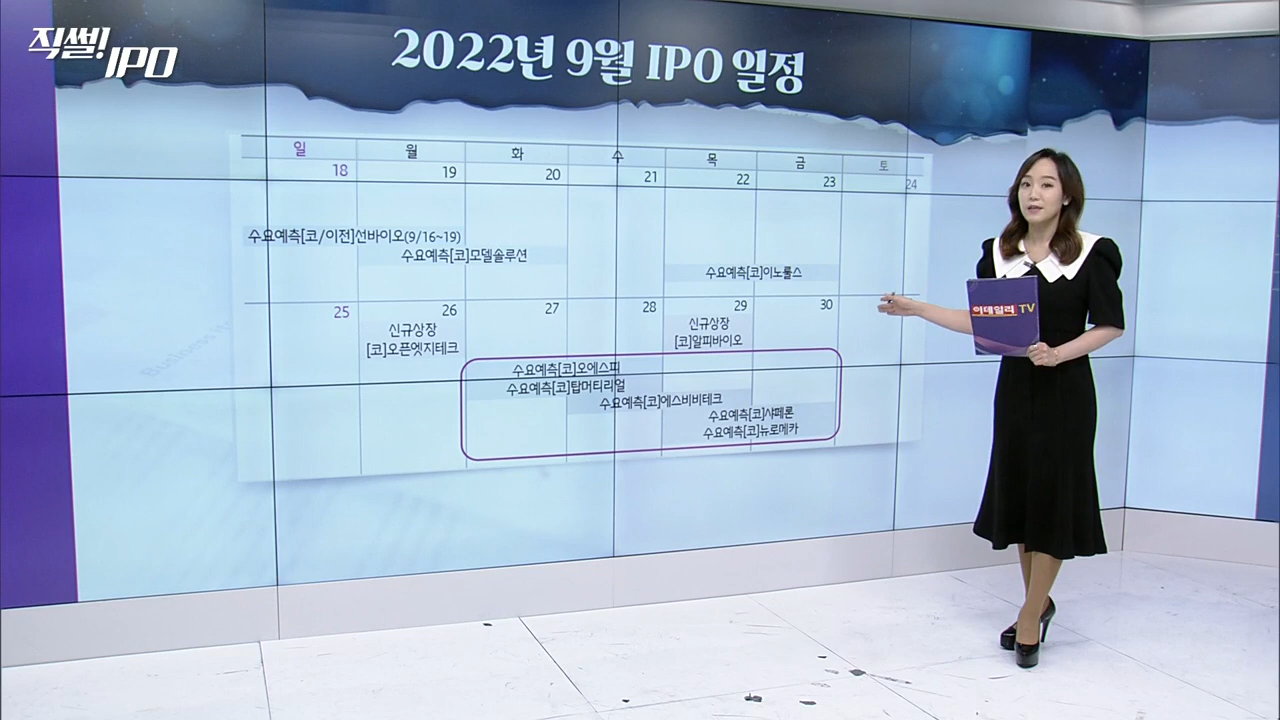 직썰!
IPO
2022년 9월 IPO 일정
일 월 화 수 목 금 토
18 19 20 21 22 23 24
수요예측[코/이전]선바이오(9/16~19)
수요예측[코]모델솔루션
수요예측[코]이노룰스
25 26 27 28 29 30
신규상장
[코]오픈엣지테크
신규상장
[코]알피바이오
수요예측[코]오에스피
수요예측[코]탑머티리얼
수요예측[코]에스비비테크
수요예측[코]샤페론
수요예측[코]뉴로메카
이데일리 TV